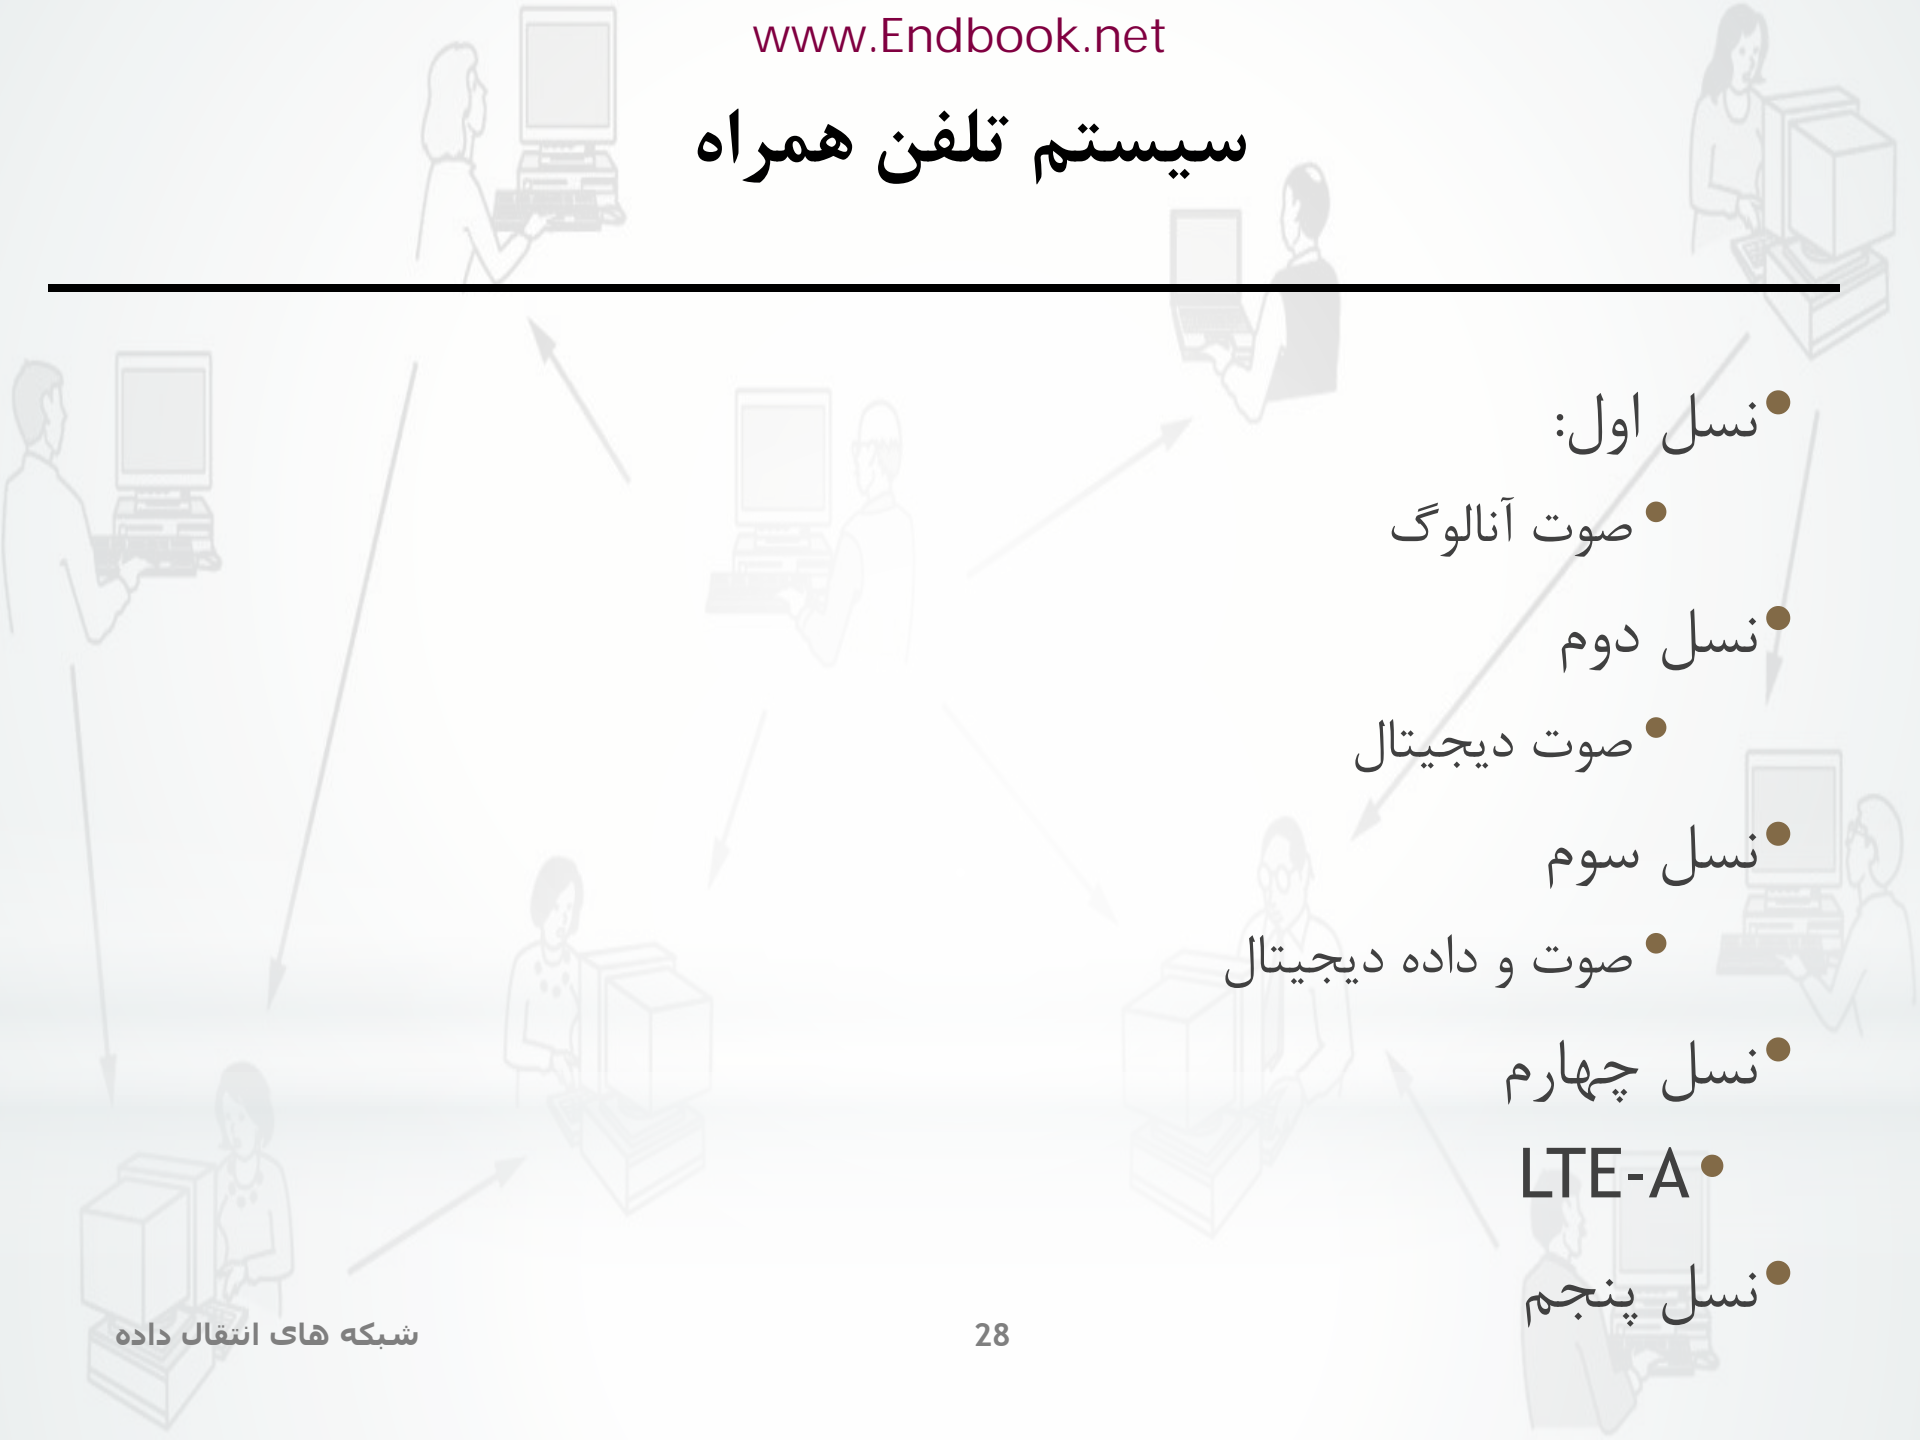 www.Endbook.net
سیستم تلفن همراه
•نسل اول:
•صوت آنالوگ
•نسل دوم
•صوت دیجیتال
•نسل سوم
•صوت و داده دیجیتال
•نسل چهارم
•LTE-A
•نسل پنجم
28
شبکه های انتقال داده